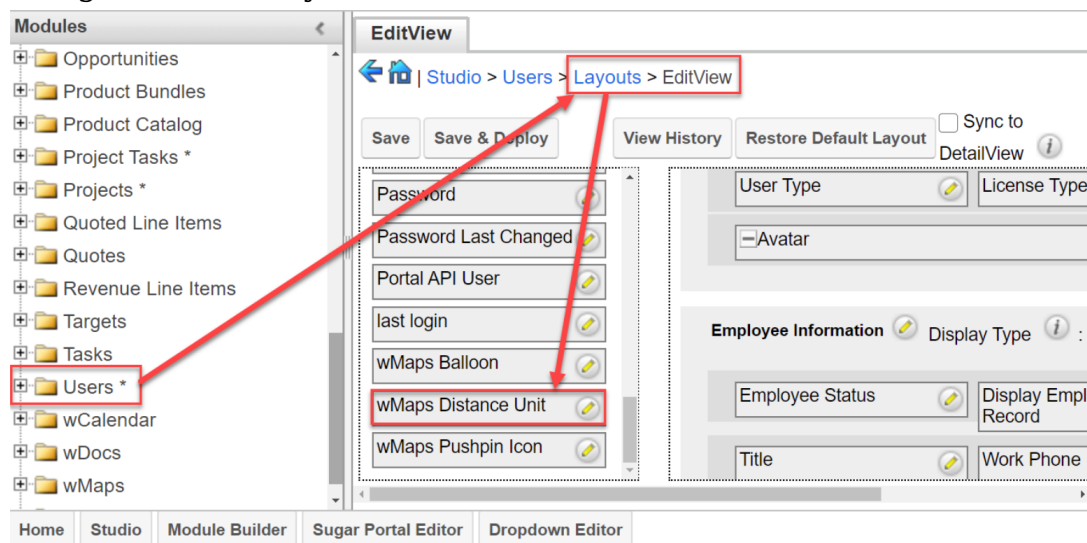 Modules
Opportunities
Product Bundles
Product Catalog
Project Tasks *
Projects *
Quoted Line Items
Quotes
Revenue Line Items
Targets
Tasks
Users *
wCalendar
wDocs
wMaps
EditView
| Studio > Users > Layouts > EditView
Save
Save & Deploy
View History
Restore Default Layout
Sync to
DetailView
Password
Password Last Changed
Portal API User
last login
wMaps Balloon
wMaps Distance Unit
wMaps Pushpin Icon
User Type
License Type
Avatar
Employee Information
Display Type
:
Employee Status
Display Empl
Record
Title
Work Phone
Home
Studio
Module Builder
Sugar Portal Editor
Dropdown Editor